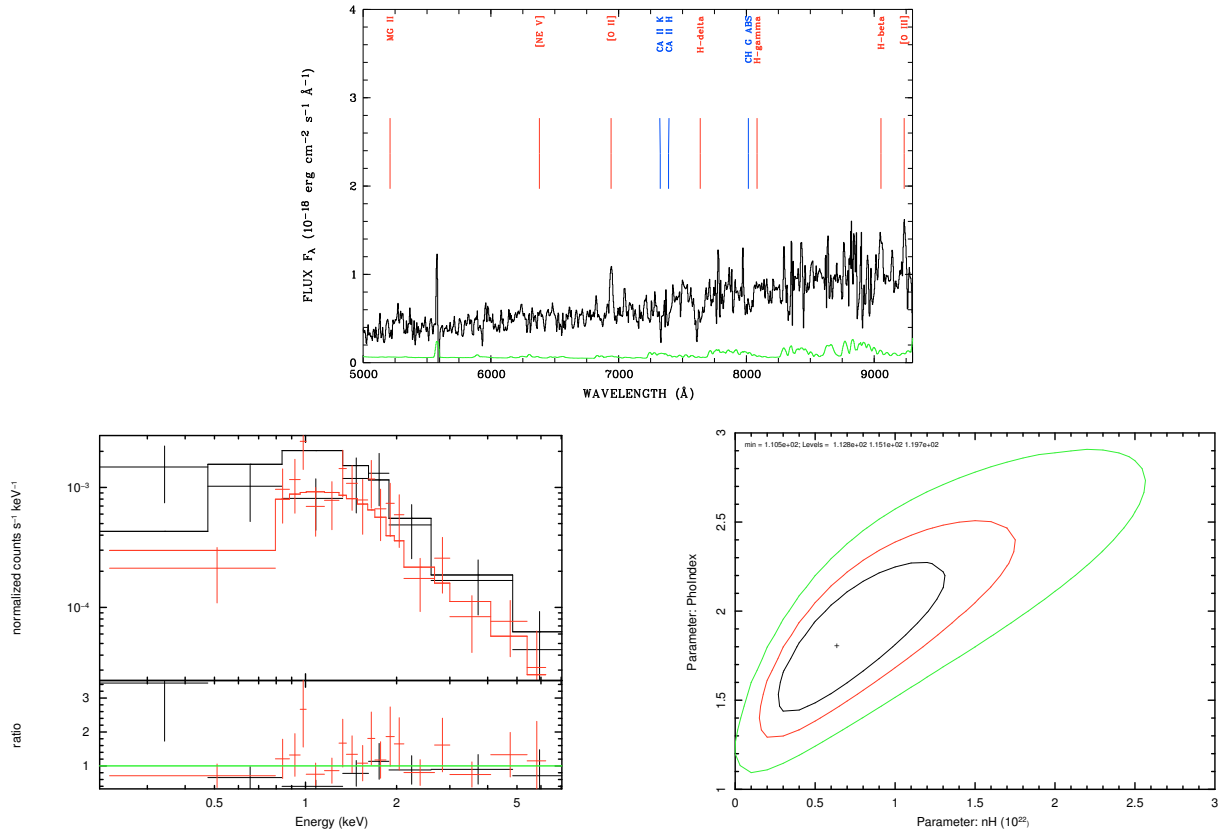 4
3
2
1
0
FLUX Fλ (10⁻¹⁸ erg cm⁻² s⁻¹ Å⁻¹)
MG II
[NE V]
[O II]
CA II K
CA II H
H-delta
CH G ABS
H-gamma
H-beta
[O III]
5000 6000 7000 8000 9000
WAVELENGTH (Å)
normalized counts s⁻¹ keV⁻¹
10⁻³
10⁻⁴
ratio
3
2
1
0.5 1 2 5
Energy (keV)
min = 1.105e+02; Levels = 1.128e+02 1.151e+02 1.197e+02
Parameter: PhoIndex
3
2.5
2
1.5
1
0 0.5 1 1.5 2 2.5 3
Parameter: nH (10²²)